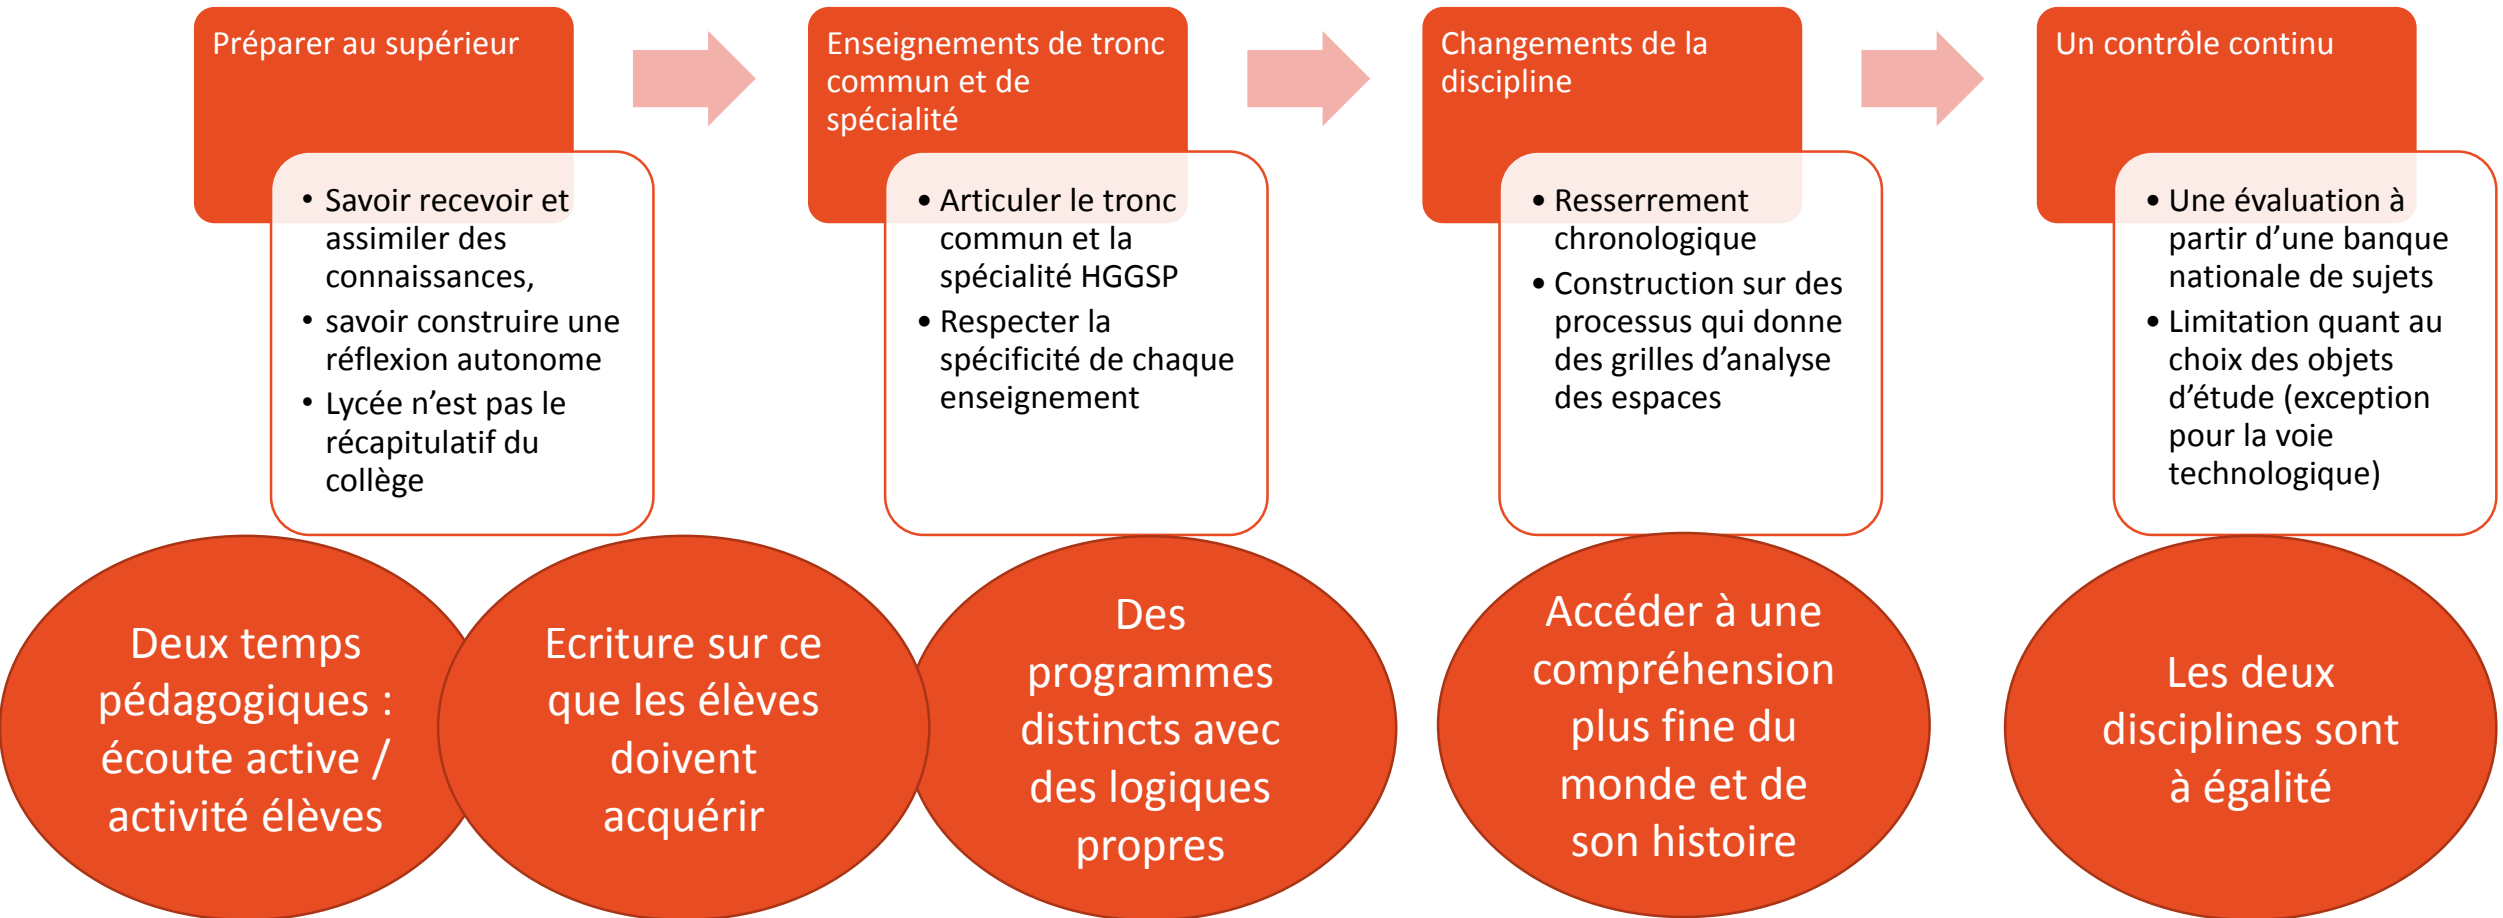 Préparer au supérieur
• Savoir recevoir et
assimiler des
connaissances,
• savoir construire une
réflexion autonome
• Lycée n’est pas le
récapitulatif du
collège
Enseignements de tronc
commun et de
spécialité
• Articuler le tronc
commun et la
spécialité HGGSP
• Respecter la
spécificité de chaque
enseignement
Changements de la
discipline
• Resserrement
chronologique
• Construction sur des
processus qui donne
des grilles d’analyse
des espaces
Un contrôle continu
• Une évaluation à
partir d’une banque
nationale de sujets
• Limitation quant au
choix des objets
d’étude (exception
pour la voie
technologique)
Deux temps
pédagogiques :
écoute active /
activité élèves
Ecriture sur ce
que les élèves
doivent
acquérir
Des
programmes
distincts avec
des logiques
propres
Accéder à une
compréhension
plus fine du
monde et de
son histoire
Les deux
disciplines sont
à égalité